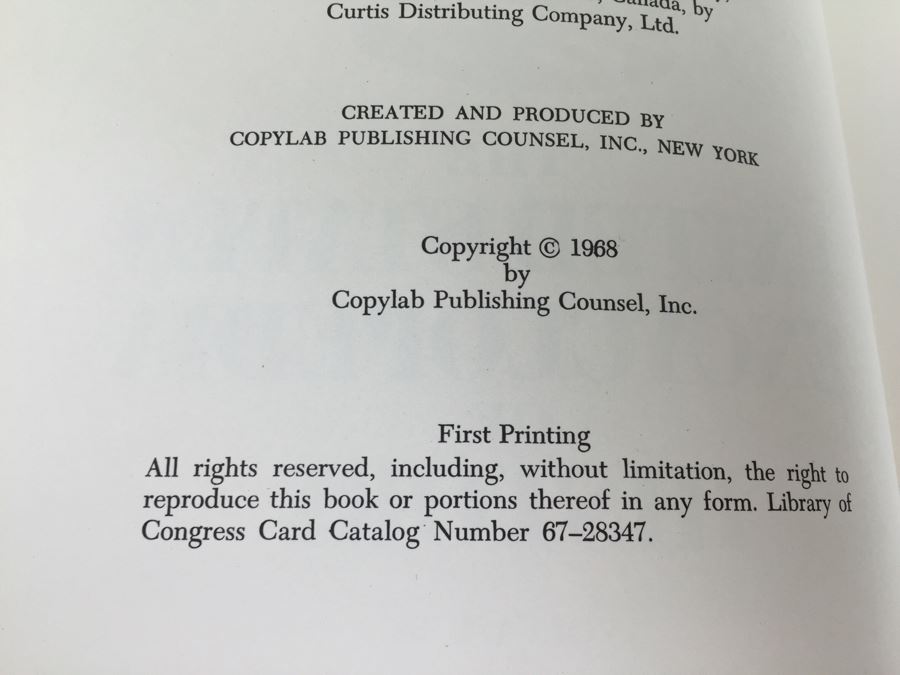 Canada, by
Curtis Distributing Company, Ltd.
CREATED AND PRODUCED BY
COPYLAB PUBLISHING COUNSEL, INC., NEW YORK
Copyright © 1968
by
Copylab Publishing Counsel, Inc.
First Printing
All rights reserved, including, without limitation, the right to
reproduce this book or portions thereof in any form. Library of
Congress Card Catalog Number 67–28347.